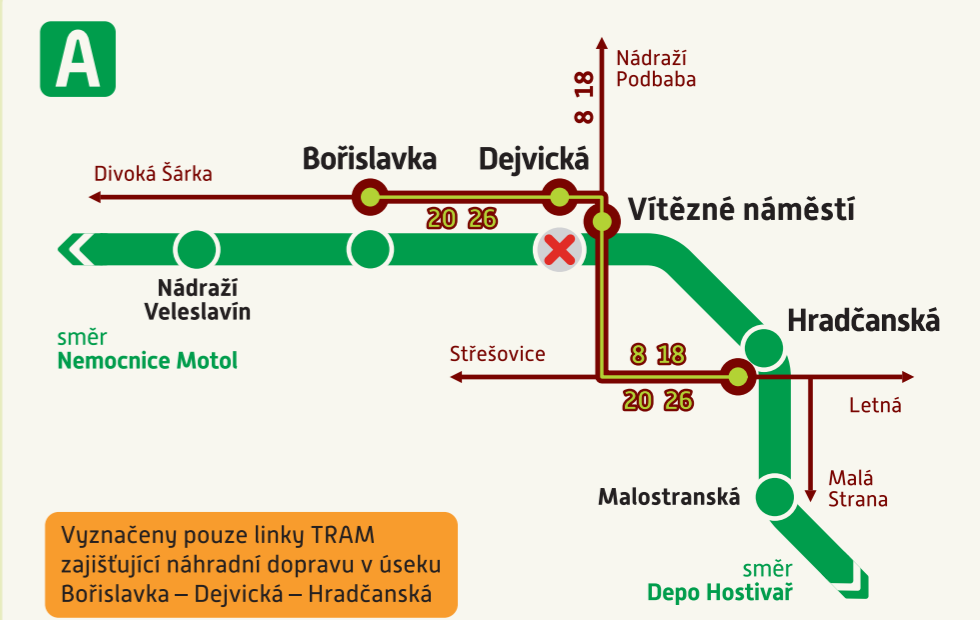 A
Nádraží
Podbaba
8 18
Bořislavka
Dejvická
Divoká Šárka
20 26
Vítězné náměstí
Nádraží
Veleslavín
směr
Nemocnice Motol
Hradčanská
Střešovice
8 18
20 26
Letná
Malá
Strana
Malostranská
směr
Depo Hostivař
Vyznačeny pouze linky TRAM
zajišťující náhradní dopravu v úseku
Bořislavka – Dejvická – Hradčanská